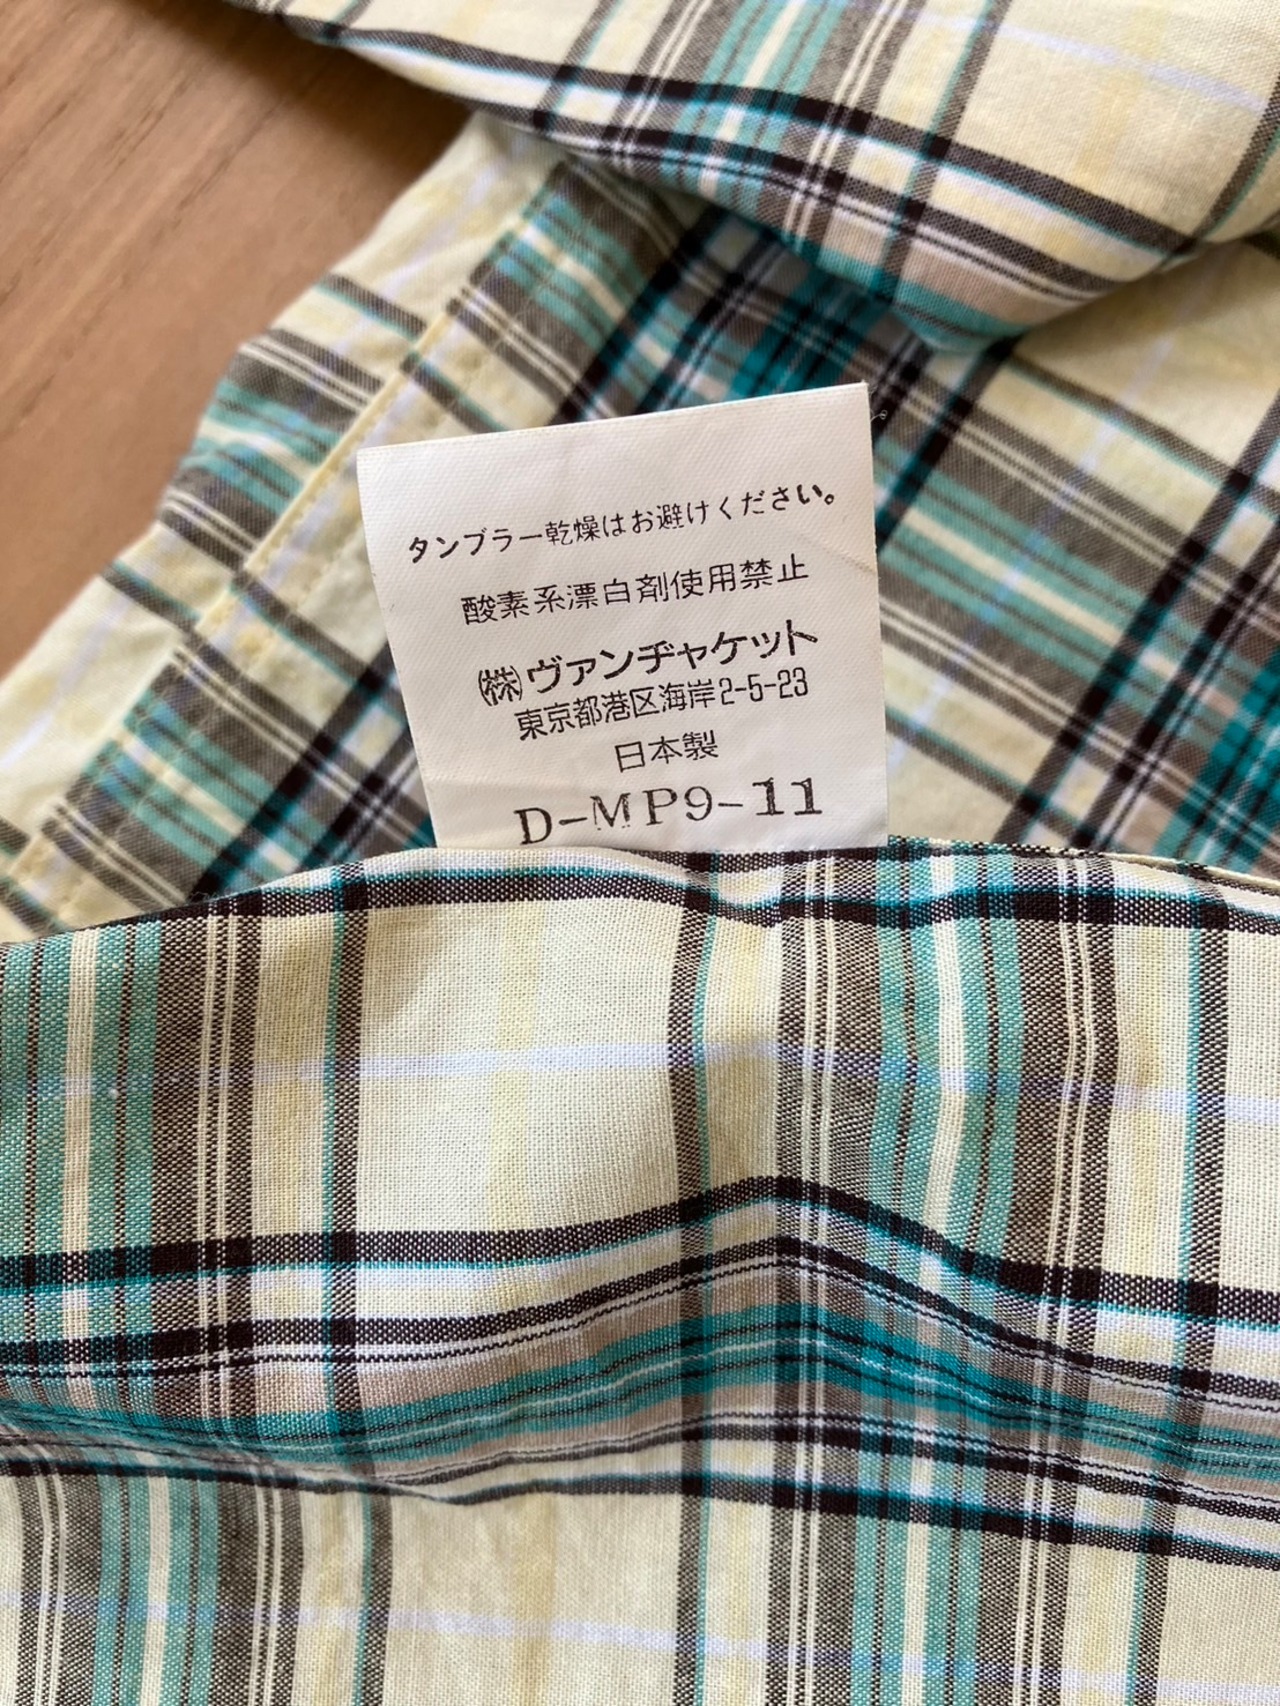 タンブラー乾燥はお避けください。
酸素系漂白剤使用禁止
㈱ヴァンヂャケット
東京都港区海岸2-5-23
日本製
D-MP9-11